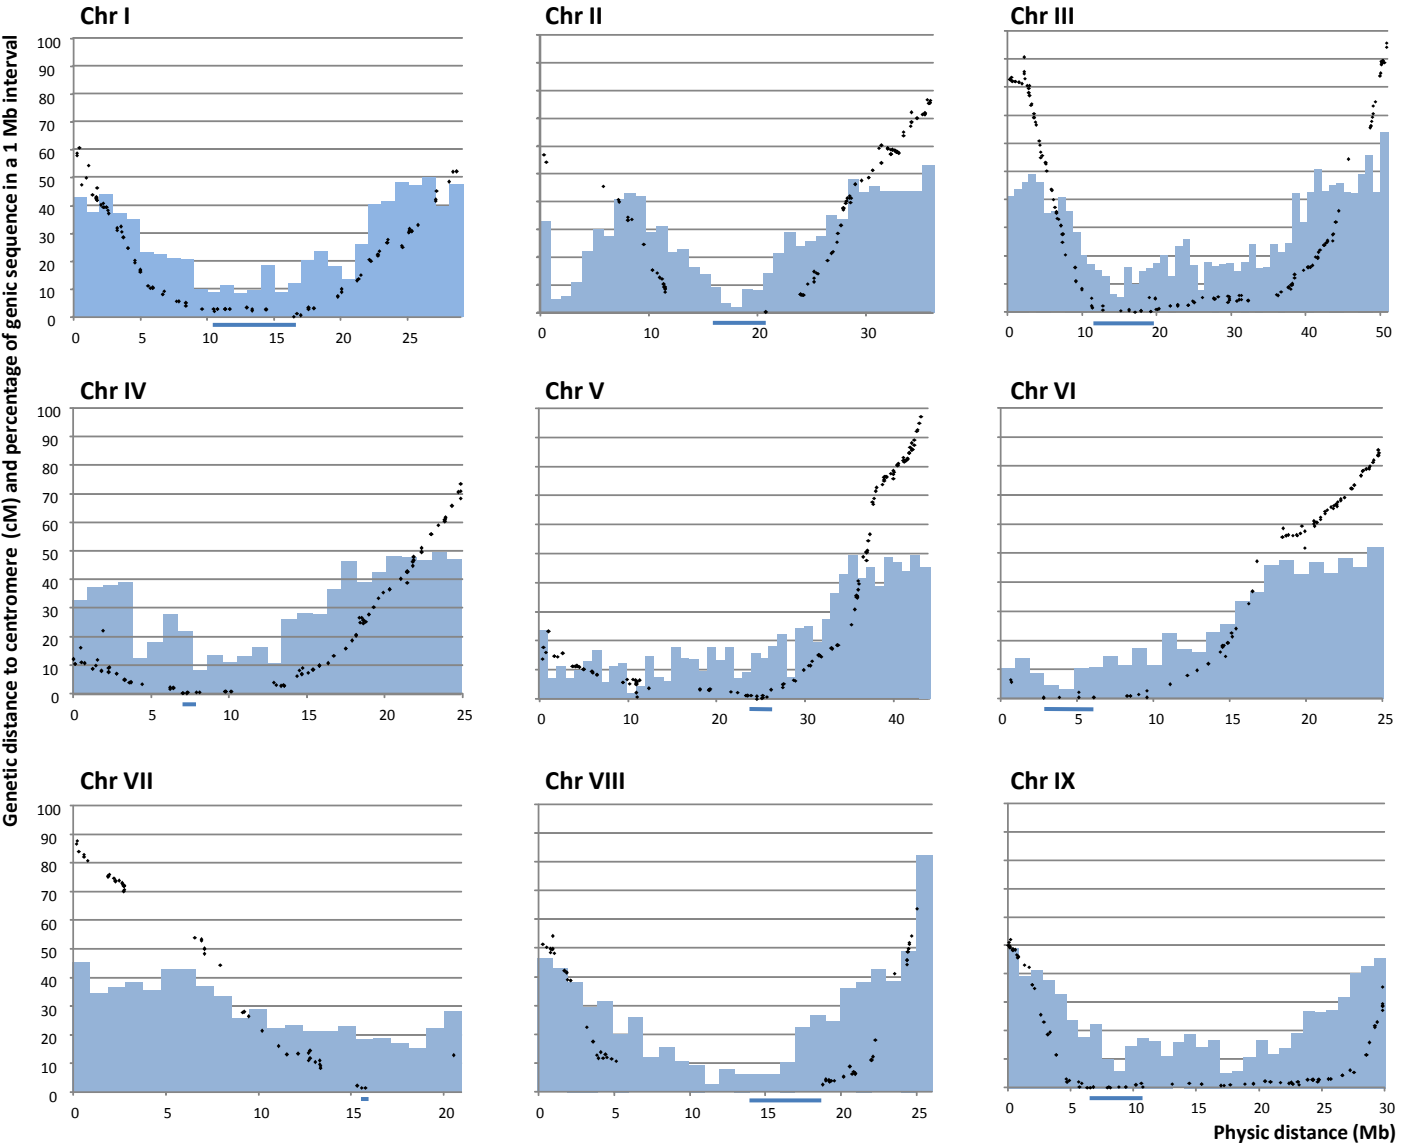 Genetic distance to centromere (cM) and percentage of genic sequence in a 1 Mb interval
Chr I
100
90
80
70
60
50
40
30
20
10
0
0 5 10 15 20 25
Chr II
0 10 20 30
Chr III
0 10 20 30 40 50
Chr IV
100
90
80
70
60
50
40
30
20
10
0
0 5 10 15 20 25
Chr V
0 10 20 30 40
Chr VI
0 5 10 15 20 25
Chr VII
100
90
80
70
60
50
40
30
20
10
0
0 5 10 15 20
Chr VIII
0 5 10 15 20 25
Chr IX
0 5 10 15 20 25 30
Physic distance (Mb)